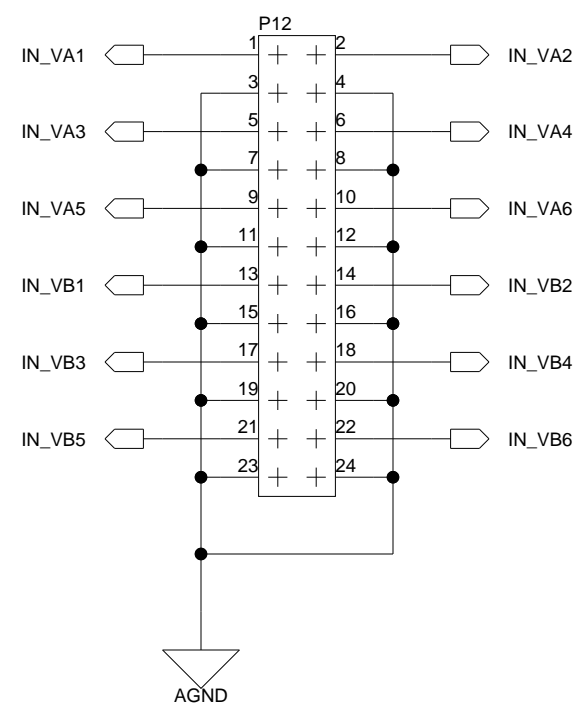 P12
IN_VA1 1 2 IN_VA2
3 4
IN_VA3 5 6 IN_VA4
7 8
IN_VA5 9 10 IN_VA6
11 12
IN_VB1 13 14 IN_VB2
15 16
IN_VB3 17 18 IN_VB4
19 20
IN_VB5 21 22 IN_VB6
23 24
AGND